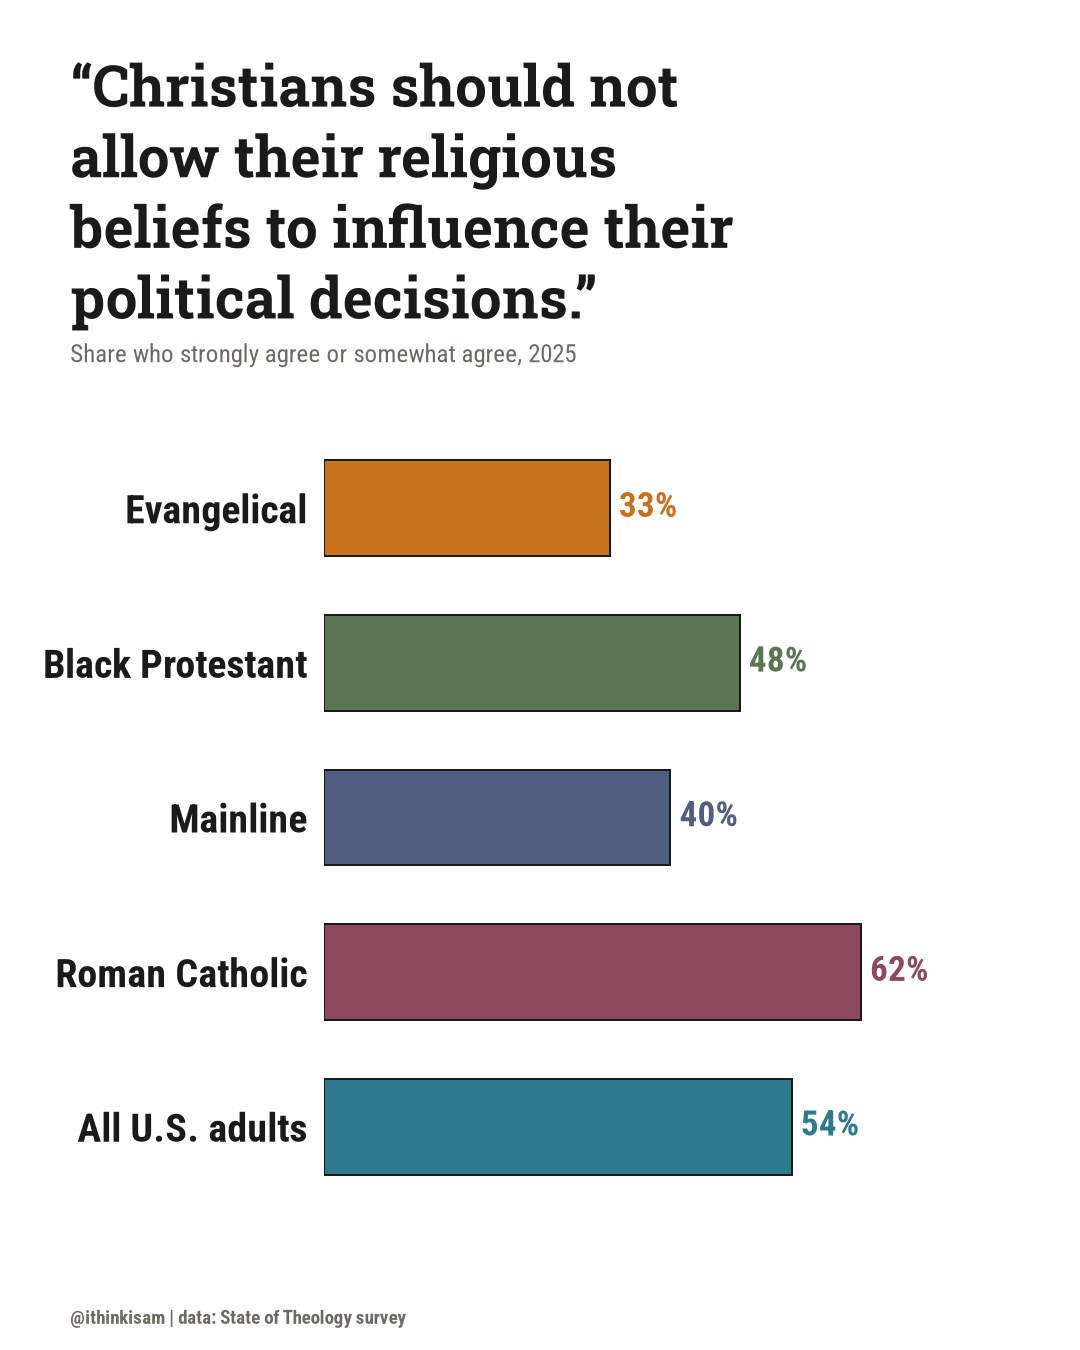 “Christians should not
allow their religious
beliefs to influence their
political decisions.”
Share who strongly agree or somewhat agree, 2025
Evangelical 33%
Black Protestant 48%
Mainline 40%
Roman Catholic 62%
All U.S. adults 54%
@ithinkisam | data: State of Theology survey